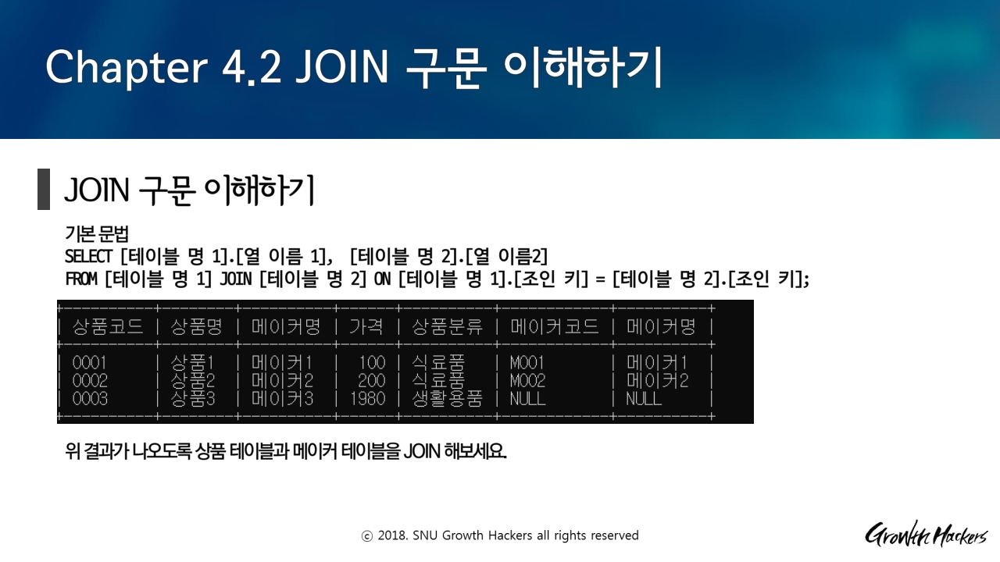 Chapter 4.2 JOIN 구문 이해하기
JOIN 구문 이해하기
기본 문법
SELECT [테이블 명 1].[열 이름 1], [테이블 명 2].[열 이름2]
FROM [테이블 명 1] JOIN [테이블 명 2] ON [테이블 명 1].[조인 키] = [테이블 명 2].[조인 키];
| 상품코드 | 상품명 | 메이커명 | 가격 | 상품분류 | 메이커코드 | 메이커명 |
| 0001 | 상품1 | 메이커1 | 100 | 식료품 | M001 | 메이커1 |
| 0002 | 상품2 | 메이커2 | 200 | 식료품 | M002 | 메이커2 |
| 0003 | 상품3 | 메이커3 | 1980 | 생활용품 | NULL | NULL |
위 결과가 나오도록 상품 테이블과 메이커 테이블을 JOIN 해보세요.
ⓒ 2018. SNU Growth Hackers all rights reserved
Growth Hackers